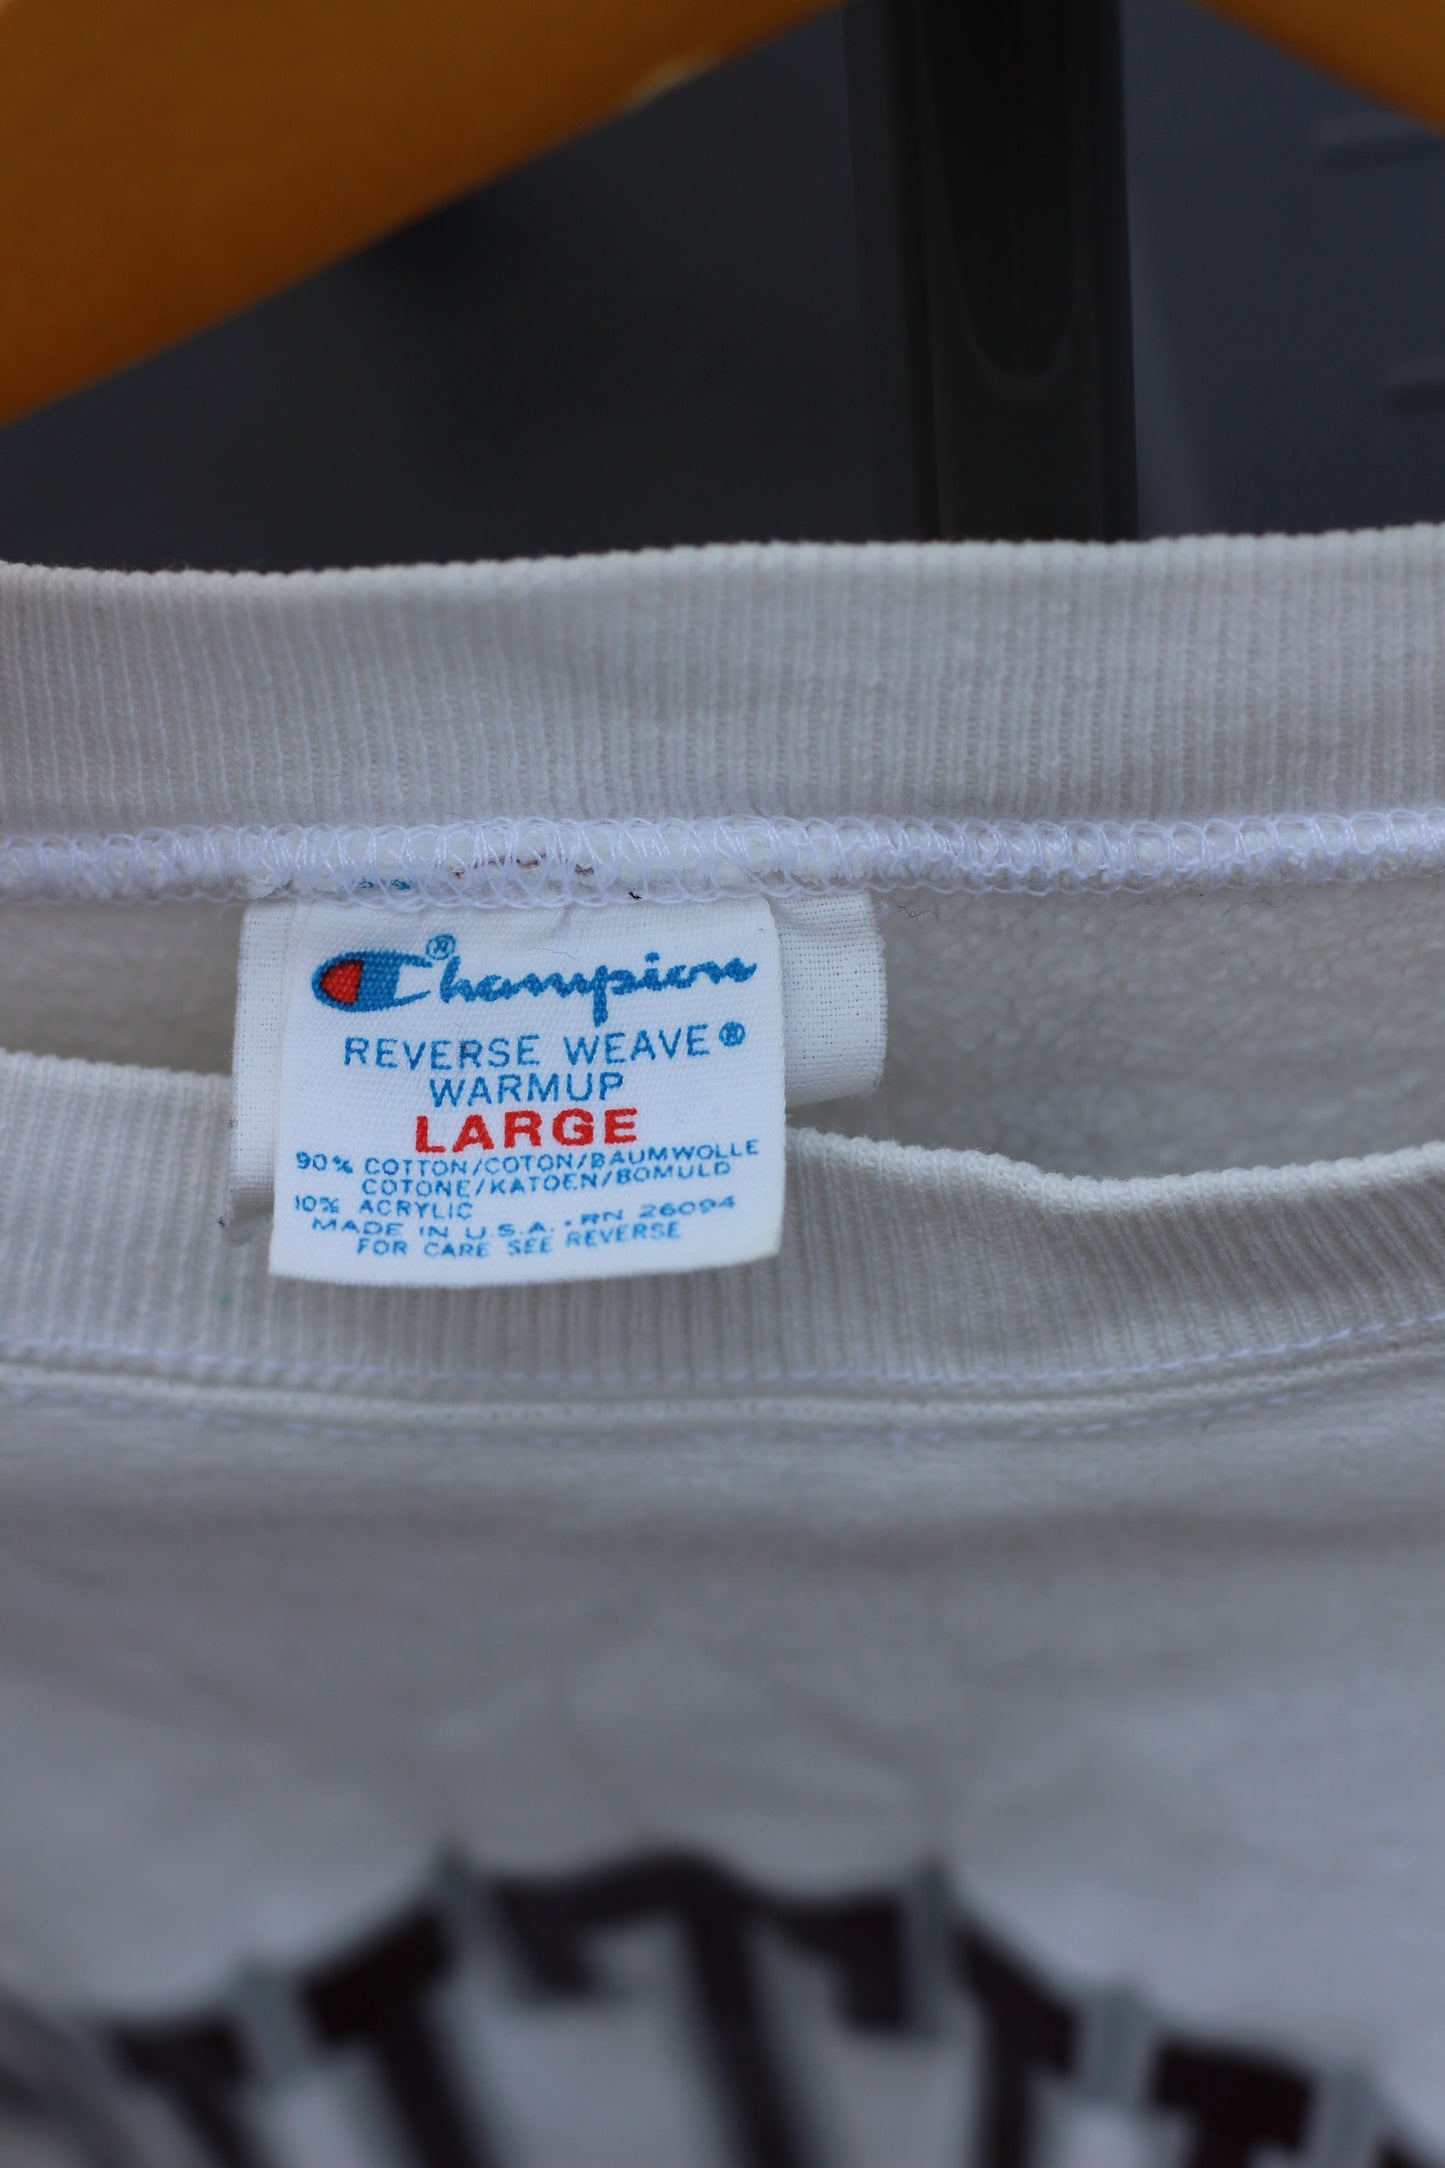 Champion®
REVERSE WEAVE®
WARMUP
LARGE
90% COTTON/COTON/BAUMWOLLE
COTONE/KATOEN/BOMULD
10% ACRYLIC
MADE IN U.S.A. • RN 26094
FOR CARE SEE REVERSE